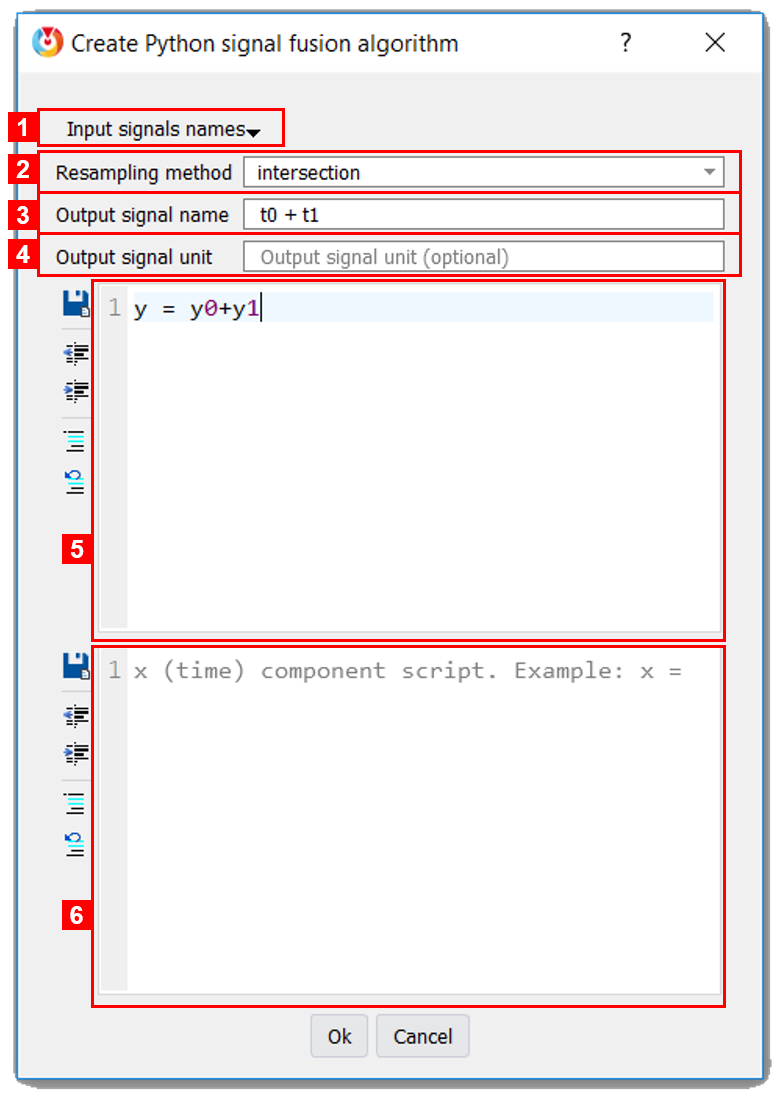 Create Python signal fusion algorithm ? X
1 Input signals names
2 Resampling method intersection
3 Output signal name t0 + t1
4 Output signal unit Output signal unit (optional)
1 y = y0+y1
5
1 x (time) component script. Example: x =
6
Ok Cancel